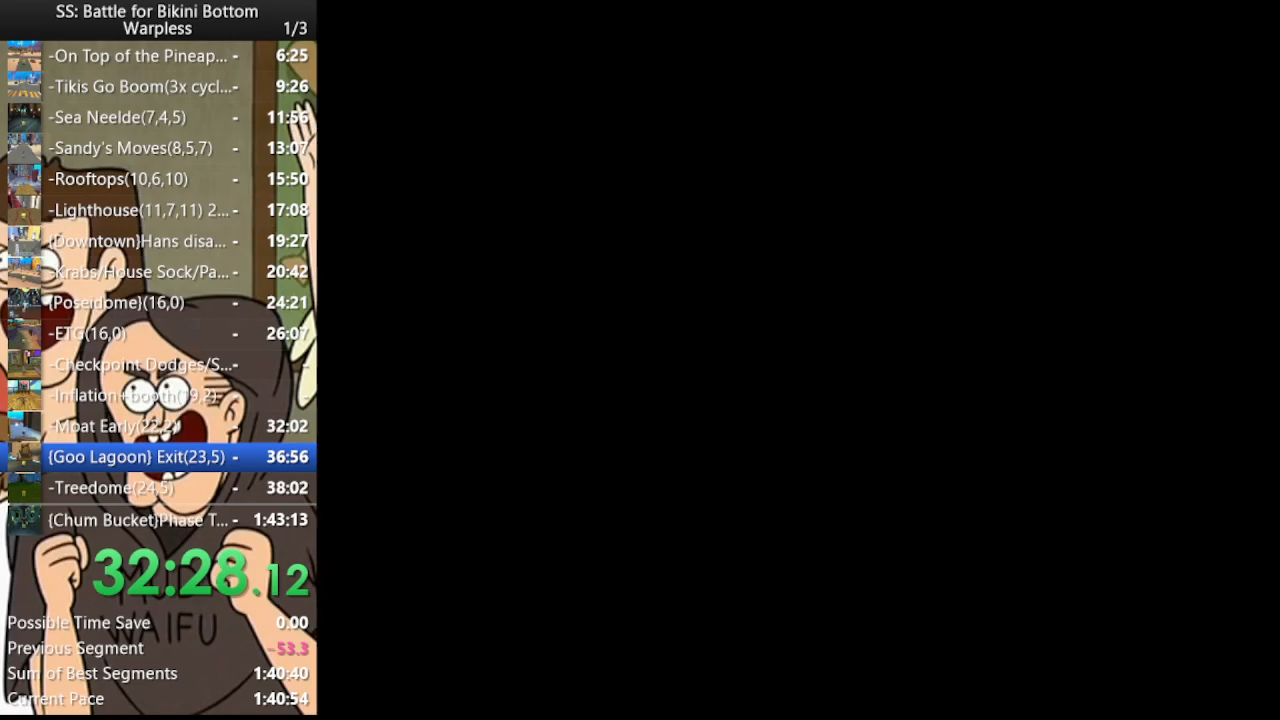 SS: Battle for Bikini Bottom
Warpless 1/3
-On Top of the Pineap... - 6:25
-Tikis Go Boom(3x cycl...- 9:26
-Sea Neelde(7,4,5) - 11:56
-Sandy's Moves(8,5,7) - 13:07
-Rooftops(10,6,10) - 15:50
-Lighthouse(11,7,11) 2... - 17:08
{Downtown}Hans disa... - 19:27
-Krabs/House Sock/Pa... - 20:42
{Poseidome}(16,0) - 24:21
-ETG(16,0) - 26:07
-Checkpoint Dodges/S...- -
-Inflation+booth(19,2) - -
-Moat Early(22,2) - 32:02
{Goo Lagoon} Exit(23,5) - 36:56
-Treedome(24,5) - 38:02
{Chum Bucket}Phase T... - 1:43:13
32:28.12
WAIFU
Possible Time Save 0.00
Previous Segment -53.3
Sum of Best Segments 1:40:40
Current Pace 1:40:54